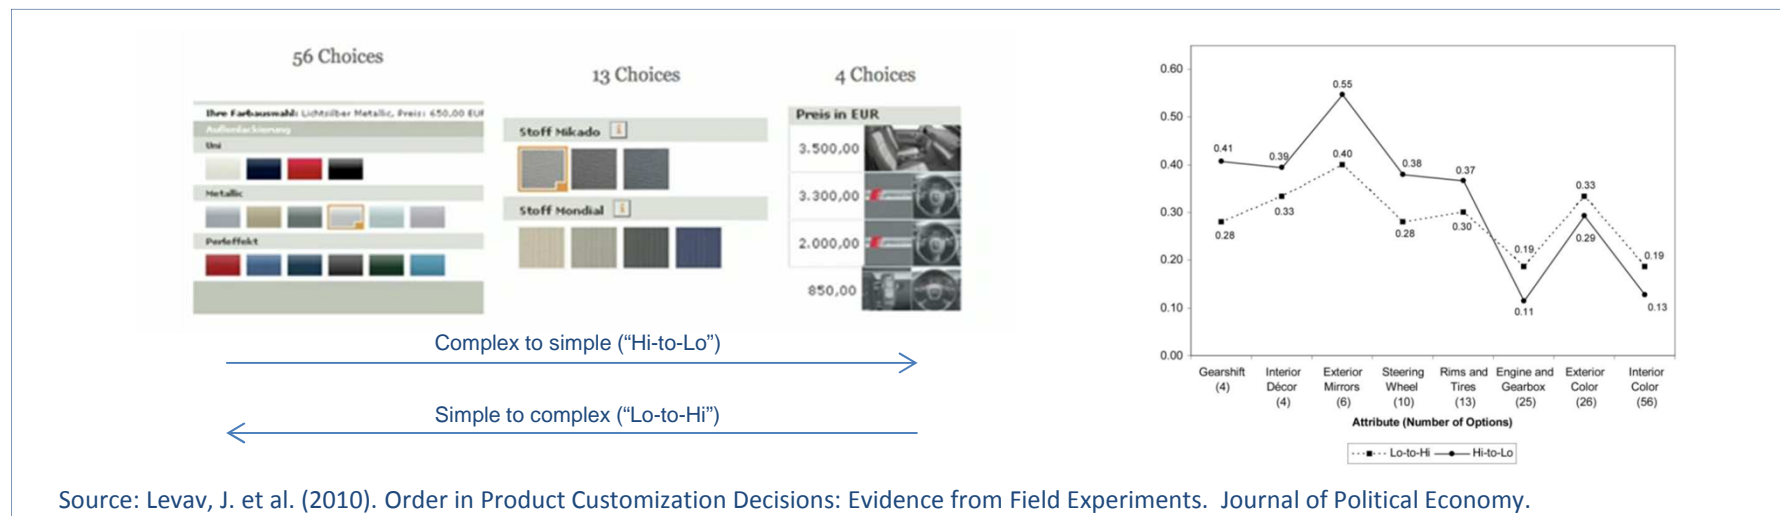 56 Choices
13 Choices
4 Choices
Ihre Farbauswahl: Lichtsilber Metallic, Preis: 650,00 EUR
Außenlackierung
Uni
Metallic
Perleffekt
Stoff Mikado i
Stoff Mondial i
Preis in EUR
3.500,00
3.300,00
2.000,00
850,00
Complex to simple (“Hi-to-Lo”)
Simple to complex (“Lo-to-Hi”)
0.60
0.50
0.40
0.30
0.20
0.10
0.00
0.41
0.39
0.55
0.38
0.37
0.11
0.29
0.13
0.28
0.33
0.40
0.28
0.30
0.19
0.33
0.19
Gearshift
(4)
Interior
Décor
(4)
Exterior
Mirrors
(6)
Steering
Wheel
(10)
Rims and
Tires
(13)
Engine and
Gearbox
(25)
Exterior
Color
(26)
Interior
Color
(56)
Attribute (Number of Options)
Lo-to-Hi
Hi-to-Lo
Source: Levav, J. et al. (2010). Order in Product Customization Decisions: Evidence from Field Experiments. Journal of Political Economy.